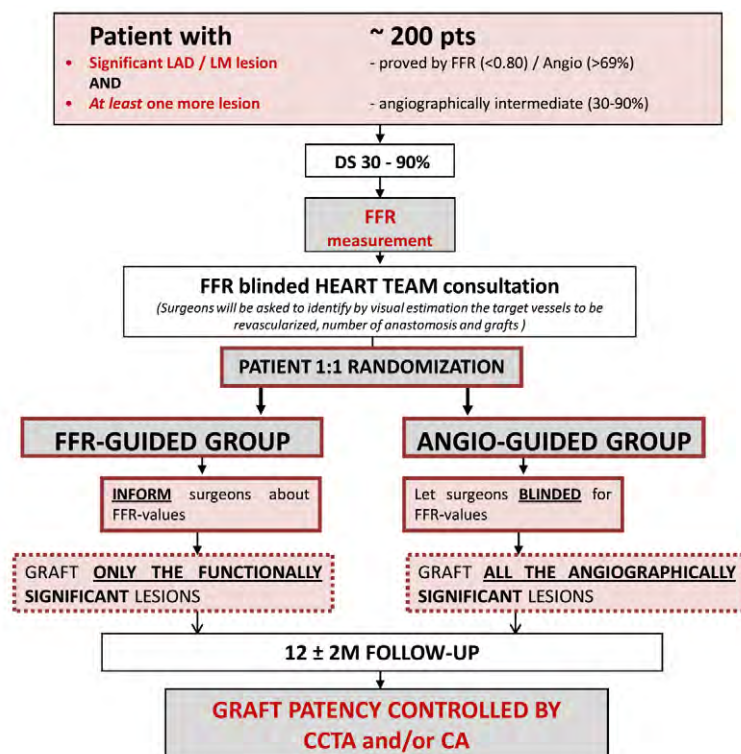 Patient with ~ 200 pts
• Significant LAD / LM lesion - proved by FFR (<0.80) / Angio (>69%)
AND
• At least one more lesion - angiographically intermediate (30-90%)
DS 30 - 90%
FFR
measurement
FFR blinded HEART TEAM consultation
(Surgeons will be asked to identify by visual estimation the target vessels to be
revascularized, number of anastomosis and grafts )
PATIENT 1:1 RANDOMIZATION
FFR-GUIDED GROUP
ANGIO-GUIDED GROUP
INFORM surgeons about
FFR-values
Let surgeons BLINDED for
FFR-values
GRAFT ONLY THE FUNCTIONALLY
SIGNIFICANT LESIONS
GRAFT ALL THE ANGIOGRAPHICALLY
SIGNIFICANT LESIONS
12 ± 2M FOLLOW-UP
GRAFT PATENCY CONTROLLED BY
CCTA and/or CA